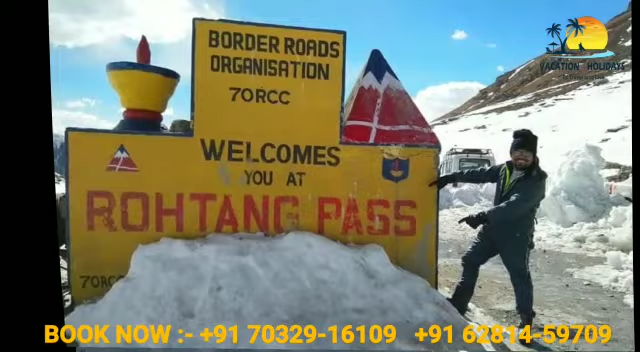 BORDER ROADS
ORGANISATION
70RCC
WELCOMES
YOU AT
ROHTANG PASS
70RCC
VACATION HOLIDAYS
BOOK NOW :- +91 70329-16109 +91 62814-59709